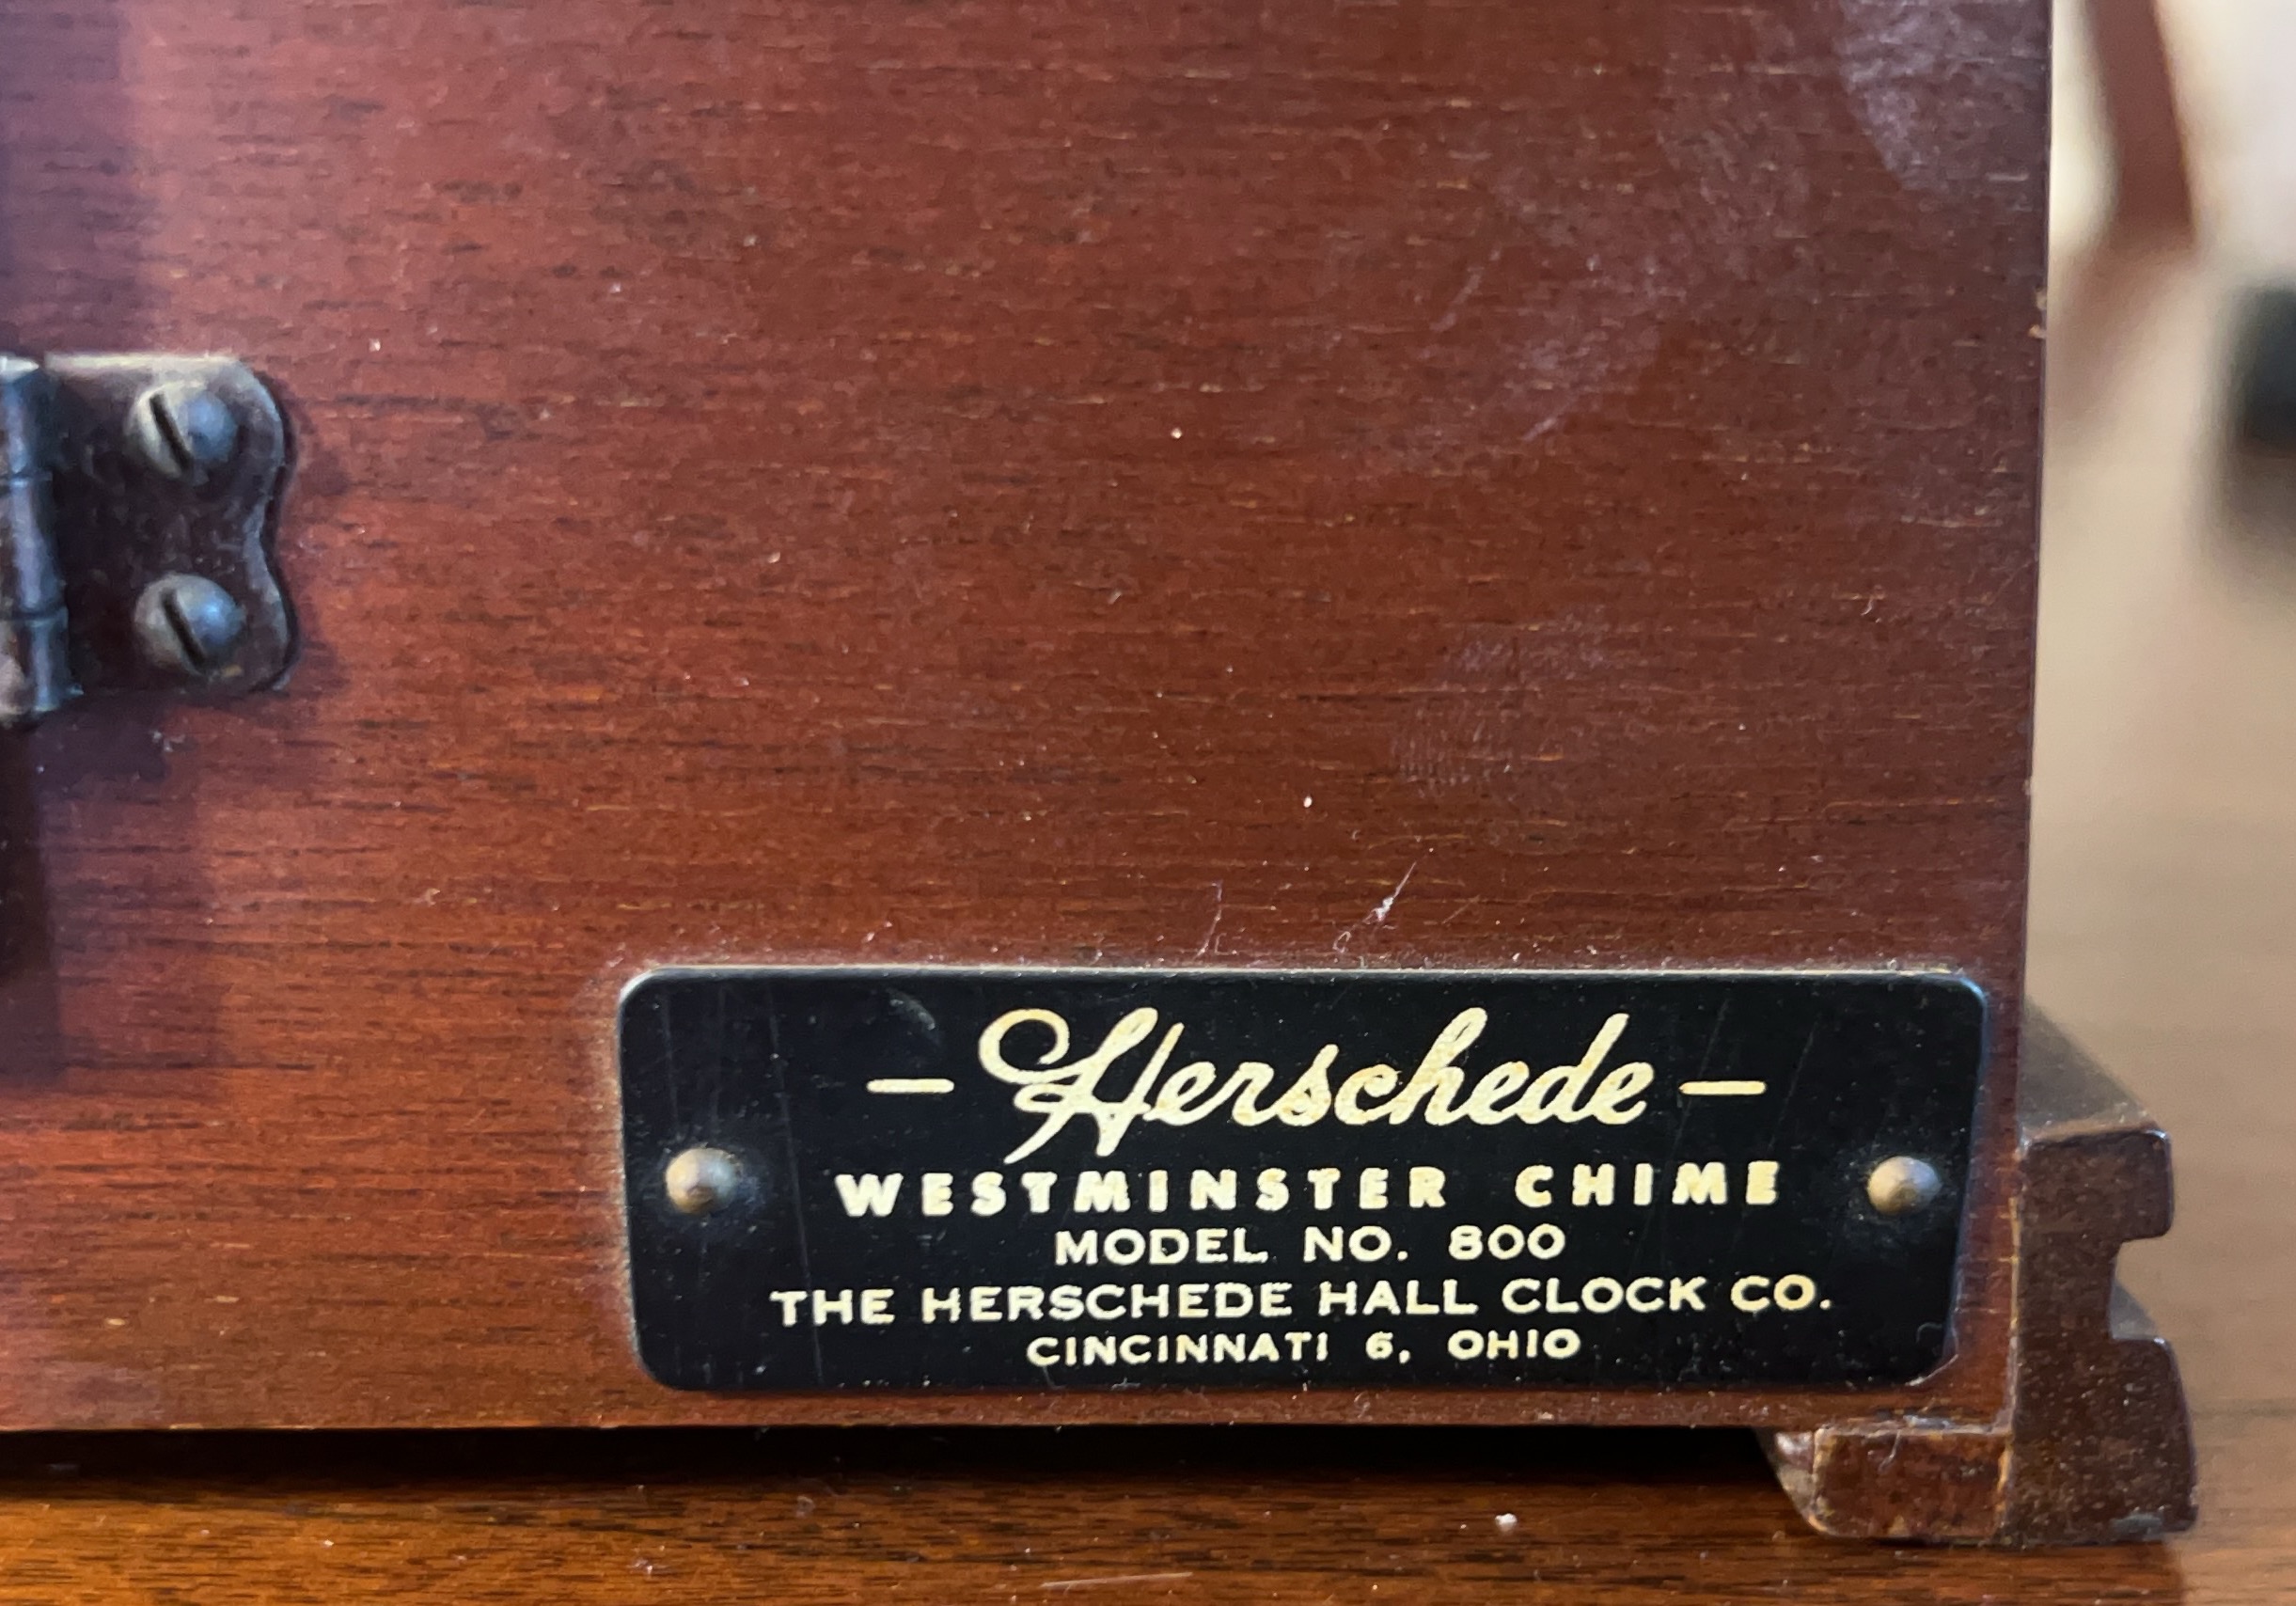 — Herschede —
WESTMINSTER CHIME
MODEL NO. 800
THE HERSCHEDE HALL CLOCK CO.
CINCINNATI 6, OHIO